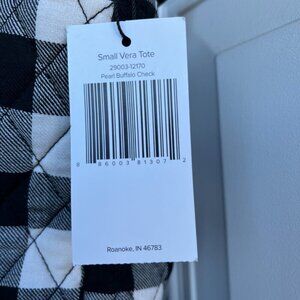 Small Vera Tote
29003-12170
Pearl Buffalo Check
8 86003 81307 2
Roanoke, IN 46783